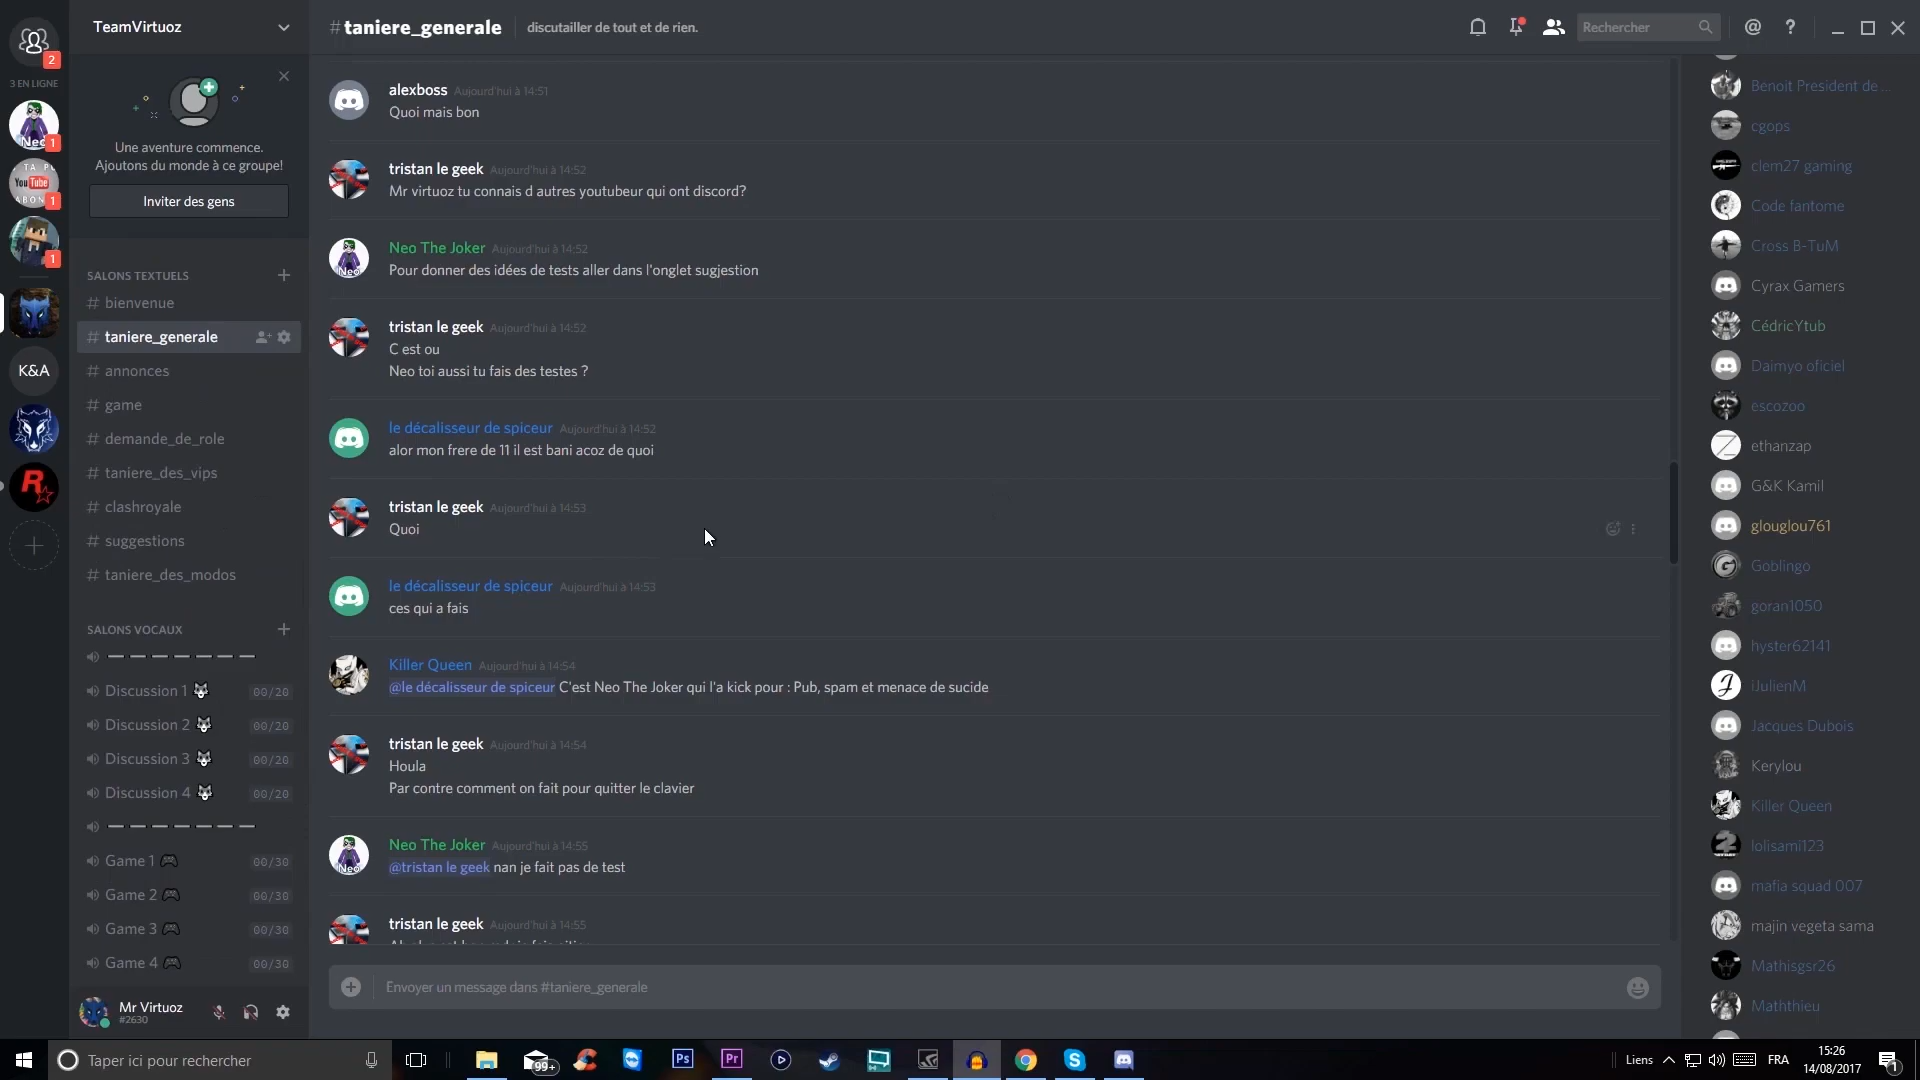 TeamVirtuoz
#taniere_generale
discutailler de tout et de rien.
Rechercher
2
3 EN LIGNE
Neo
1
YouTube
1
1
K&A
R
Une aventure commence.
Ajoutons du monde à ce groupe!
Inviter des gens
SALONS TEXTUELS
# bienvenue
# taniere_generale
# annonces
# game
# demande_de_role
# taniere_des_vips
# clashroyale
# suggestions
# taniere_des_modos
SALONS VOCAUX
Discussion 1 00/20
Discussion 2 00/20
Discussion 3 00/20
Discussion 4 00/20
Game 1 00/30
Game 2 00/30
Game 3 00/30
Game 4 00/30
Mr Virtuoz
#2630
alexboss Aujourd'hui à 14:51
Quoi mais bon
tristan le geek Aujourd'hui à 14:52
Mr virtuoz tu connais d autres youtubeur qui ont discord?
Neo The Joker Aujourd'hui à 14:52
Pour donner des idées de tests aller dans l'onglet sugjestion
tristan le geek Aujourd'hui à 14:52
C est ou
Neo toi aussi tu fais des testes ?
le décalisseur de spiceur Aujourd'hui à 14:52
alor mon frere de 11 il est bani acoz de quoi
tristan le geek Aujourd'hui à 14:53
Quoi
le décalisseur de spiceur Aujourd'hui à 14:53
ces qui a fais
Killer Queen Aujourd'hui à 14:54
@le décalisseur de spiceur C'est Neo The Joker qui l'a kick pour : Pub, spam et menace de sucide
tristan le geek Aujourd'hui à 14:54
Houla
Par contre comment on fait pour quitter le clavier
Neo The Joker Aujourd'hui à 14:55
@tristan le geek nan je fait pas de test
tristan le geek Aujourd'hui à 14:55
Envoyer un message dans #taniere_generale
Benoit President de ...
cgops
clem27 gaming
Code fantome
Cross B-TuM
Cyrax Gamers
CédricYtub
Daimyo oficiel
escozoo
ethanzap
G&K Kamil
glouglou761
Goblingo
goran1050
hyster62141
iJulienM
Jacques Dubois
Kerylou
Killer Queen
lolisami123
mafia squad 007
majin vegeta sama
Mathisgsr26
Maththieu
Taper ici pour rechercher
99+
Ps
Pr
Liens
FRA
15:26
14/08/2017
1